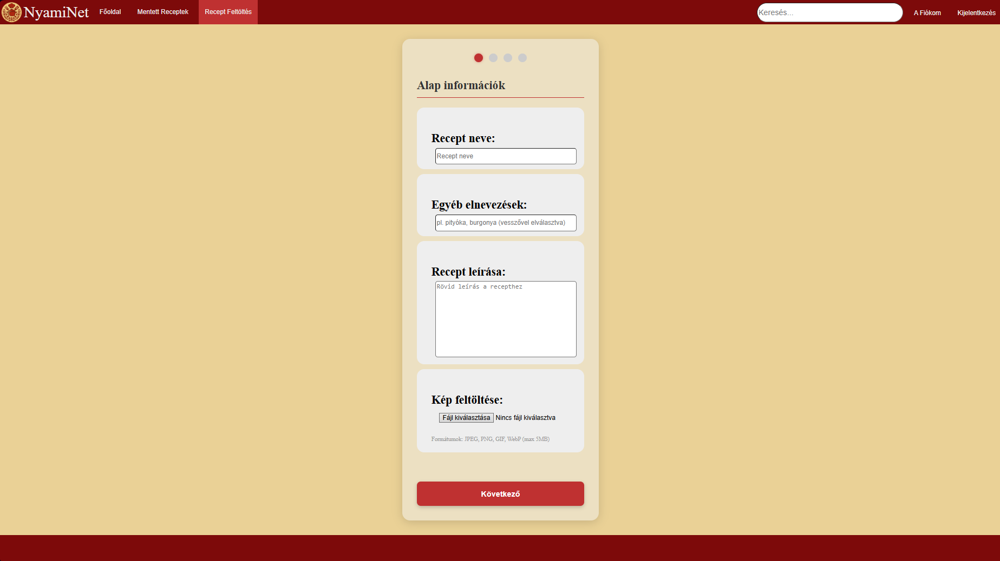 NyamiNet Főoldal Mentett Receptek Recept Feltöltés Keresés... A Fiókom Kijelentkezés
Alap információk
Recept neve:
Recept neve
Egyéb elnevezések:
pl. pityóka, burgonya (vesszővel elválasztva)
Recept leírása:
Rövid leírás a recepthez
Kép feltöltése:
Fájl kiválasztása Nincs fájl kiválasztva
Formátumok: JPEG, PNG, GIF, WebP (max 5MB)
Következő